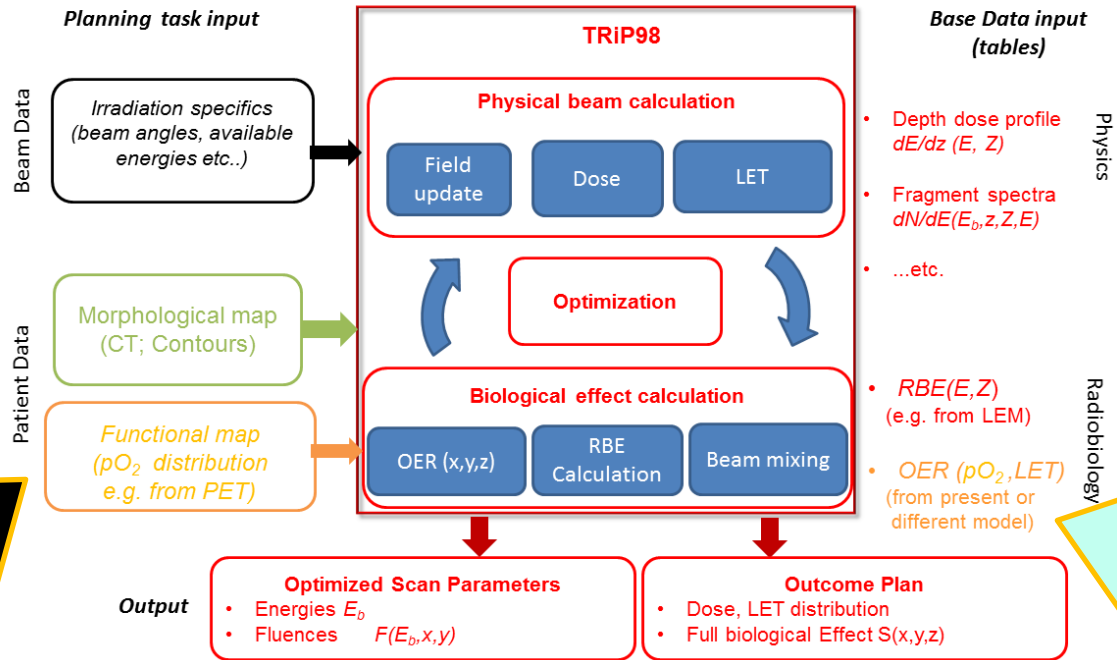 Planning task input
TRiP98
Base Data input
(tables)
Beam Data
Irradiation specifics
(beam angles, available
energies etc..)
Physical beam calculation
Field
update
Dose
LET
• Depth dose profile
dE/dz (E, Z)
• Fragment spectra
dN/dE(E_b,z,Z,E)
• ...etc.
Physics
Optimization
Patient Data
Morphological map
(CT; Contours)
Functional map
(pO₂ distribution
e.g. from PET)
Biological effect calculation
OER (x,y,z)
RBE
Calculation
Beam mixing
• RBE(E,Z)
(e.g. from LEM)
• OER (pO₂,LET)
(from present or
different model)
Radiobiology
Output
Optimized Scan Parameters
• Energies E_b
• Fluences F(E_b,x,y)
Outcome Plan
• Dose, LET distribution
• Full biological Effect S(x,y,z)